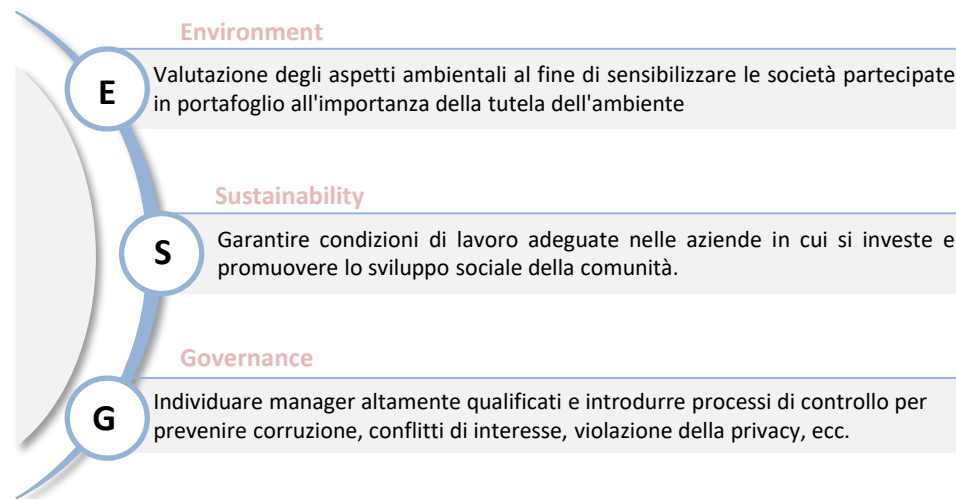 Environment
E
Valutazione degli aspetti ambientali al fine di sensibilizzare le società partecipate
in portafoglio all'importanza della tutela dell'ambiente
Sustainability
S
Garantire condizioni di lavoro adeguate nelle aziende in cui si investe e
promuovere lo sviluppo sociale della comunità.
Governance
G
Individuare manager altamente qualificati e introdurre processi di controllo per
prevenire corruzione, conflitti di interesse, violazione della privacy, ecc.